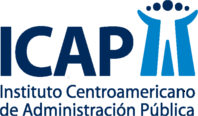 ICAP
Instituto Centroamericano
de Administración Pública